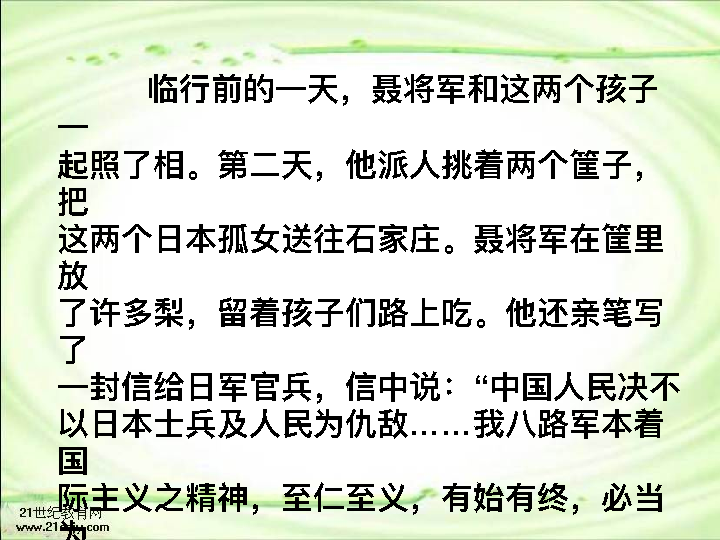 临行前的一天，聂将军和这两个孩子
一
起照了相。第二天，他派人挑着两个筐子，
把
这两个日本孤女送往石家庄。聂将军在筐里
放
了许多梨，留着孩子们路上吃。他还亲笔写
了
一封信给日军官兵，信中说：“中国人民决不
以日本士兵及人民为仇敌……我八路军本着
国
际主义之精神，至仁至义，有始有终，必当
为
21世纪教育网